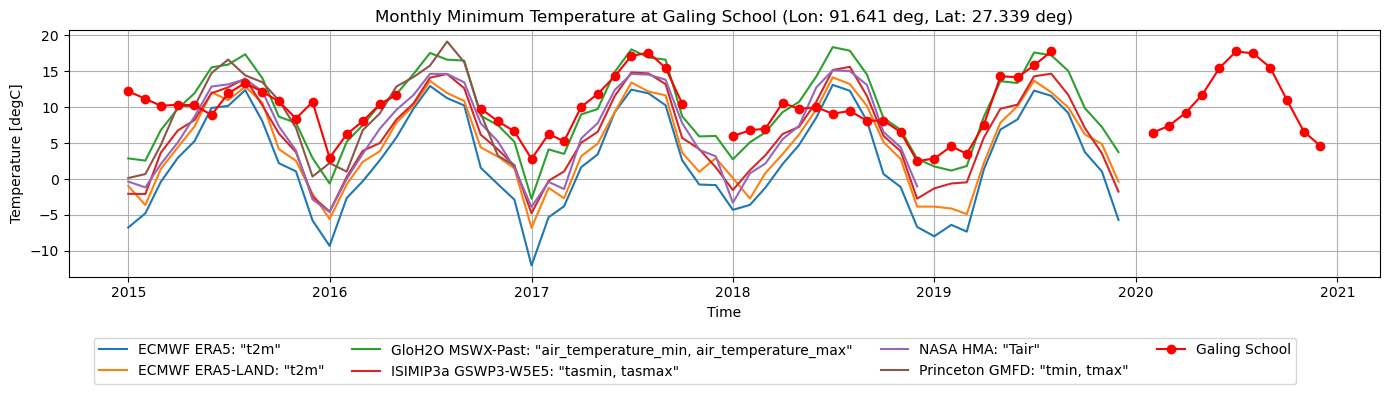 Monthly Minimum Temperature at Galing School (Lon: 91.641 deg, Lat: 27.339 deg)
Temperature [degC]
20
15
10
5
0
−5
−10
2015 2016 2017 2018 2019 2020 2021
Time
ECMWF ERA5: "t2m" GloH2O MSWX-Past: "air_temperature_min, air_temperature_max" NASA HMA: "Tair" Galing School
ECMWF ERA5-LAND: "t2m" ISIMIP3a GSWP3-W5E5: "tasmin, tasmax" Princeton GMFD: "tmin, tmax"